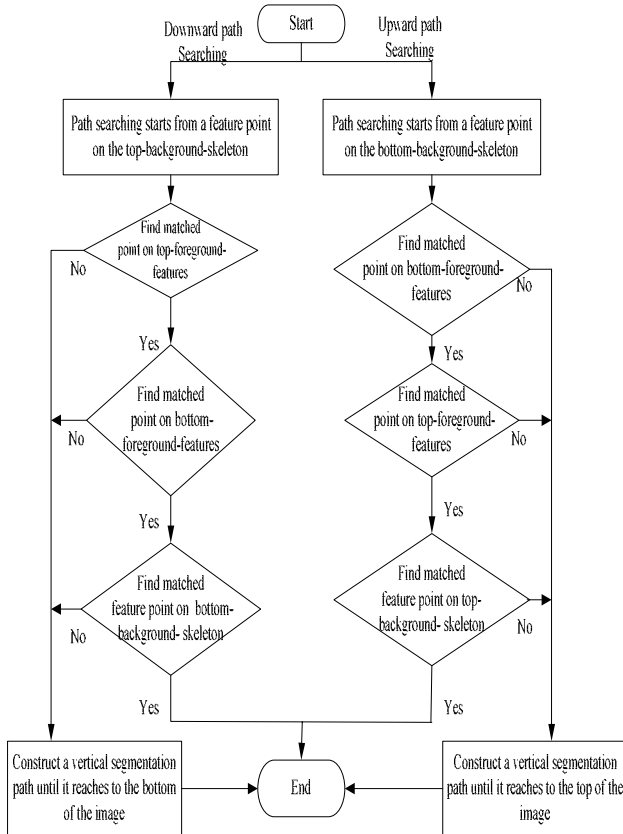 Start
Downward path
Searching
Upward path
Searching
Path searching starts from a feature point
on the top-background-skeleton
Path searching starts from a feature point
on the bottom-background-skeleton
Find matched
point on top-foreground-
features
No
Yes
Find matched
point on bottom-foreground-
features
No
Yes
Find matched
point on bottom-
foreground-features
No
Yes
Find matched
point on top-foreground-
features
No
Yes
Find matched
feature point on bottom-
background- skeleton
No
Yes
Find matched
feature point on top-
background- skeleton
No
Yes
Construct a vertical segmentation
path until it reaches to the bottom
of the image
End
Construct a vertical segmentation
path until it reaches to the top of the
image